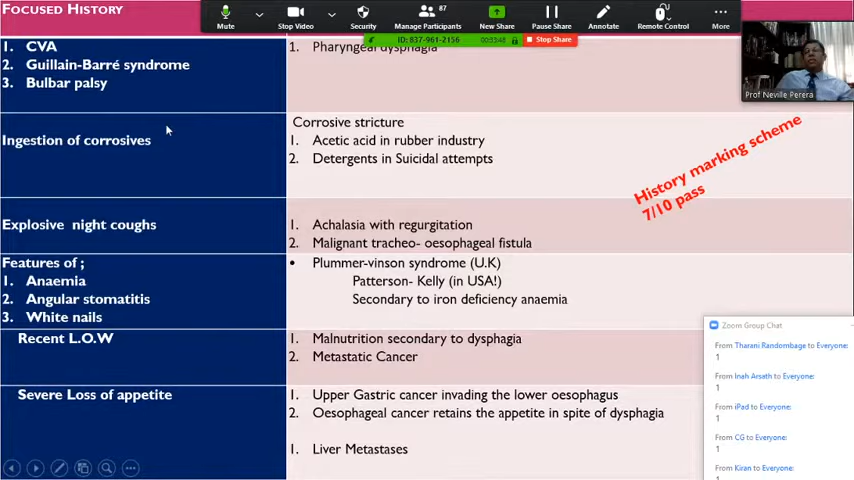 FOCUSED HISTORY
Mute
Stop Video
Security
87
Manage Participants
New Share
Pause Share
Annotate
Remote Control
More
ID: 837-961-2156
00:33:48
Stop Share
Prof Neville Perera
1. CVA
2. Guillain-Barré syndrome
3. Bulbar palsy
1. Pharyngeal dysphagia
Ingestion of corrosives
Corrosive stricture
1. Acetic acid in rubber industry
2. Detergents in Suicidal attempts
History marking scheme
7/10 pass
Explosive night coughs
1. Achalasia with regurgitation
2. Malignant tracheo- oesophageal fistula
Features of ;
1. Anaemia
2. Angular stomatitis
3. White nails
• Plummer-vinson syndrome (U.K)
Patterson- Kelly (in USA!)
Secondary to iron deficiency anaemia
Recent L.O.W
1. Malnutrition secondary to dysphagia
2. Metastatic Cancer
Severe Loss of appetite
1. Upper Gastric cancer invading the lower oesophagus
2. Oesophageal cancer retains the appetite in spite of dysphagia
1. Liver Metastases
Zoom Group Chat
From Tharani Randombage to Everyone:
1
From Inah Arseth to Everyone:
1
From iPad to Everyone:
1
From CG to Everyone:
1
From Kiran to Everyone:
1